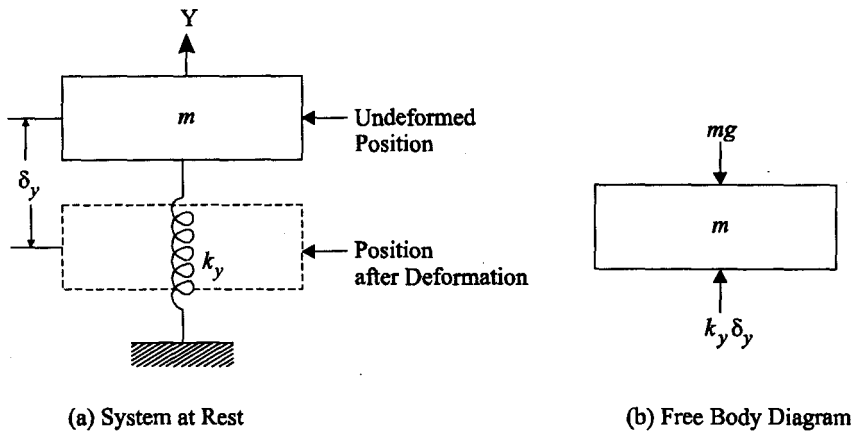 Y
m
Undeformed
Position
δy
ky
Position
after Deformation
mg
m
kyδy
(a) System at Rest
(b) Free Body Diagram